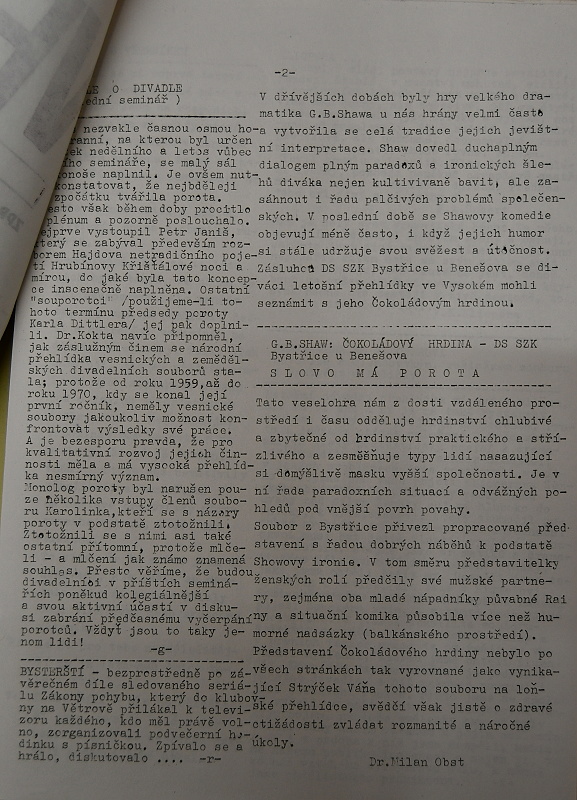 -2-
LE O DIVADLE
ední seminář )
nezvykle časnou osmou ho-
ranní, na kterou byl určen
ek nedělního a letos vůbec
ího semináře, se malý sál
onoše naplnil. Je ovšem nut-
konstatovat, že nejbděleji
zpočátku tvářila porota.
esto však během doby procitlo
plénum a pozorně poslouchalo.
ejprve vystoupil Petr Janiš,
terý se zabýval především roz-
borem Hajdova netradičního poje-
tí Hrubínovy Křišťálové noci a
mírou, do jaké byla tato koncep-
ce inscenačně naplněna. Ostatní
"souporotci" /použijeme-li to-
hoto termínu předsedy poroty
Karla Dittlera/ jej pak doplni-
li. Dr.Kokta navíc připomněl,
jak záslužným činem se národní
přehlídka vesnických a zeměděl-
ských divadelních souborů sta-
la; protože od roku 1959,až do
roku 1970, kdy se konal její
první ročník, neměly vesnické
soubory jakoukoliv možnost kon-
frontovat výsledky své práce.
A je bezesporu pravda, že pro
kvalitativní rozvoj jejich čin-
nosti měla a má vysoká přehlíd-
ka nesmírný význam.
Monolog poroty byl narušen pou-
ze několika vstupy členů soubo-
ru Karolinka,kteří se s názory
poroty v podstatě ztotožnili.
Ztotožnili se s nimi asi také
ostatní přítomní, protože mlče-
li - a mlčení jak známo znamená
souhlas. Přesto věříme, že budou
divadelníci v příštích seminá-
řích poněkud kolegiálnější
a svou aktivní účastí v disku-
si zabrání předčasnému vyčerpání
porotců. Vždyť jsou to taky je-
nom lidi!
-g-
BYSTERŠTÍ - bezprostředně po zá-
věrečném díle sledovaného seriá-
lu Zákony pohybu, který do klubov-
ny na Větrově přilákal k televi-
zoru každého, kdo měl právě vol-
no, zorganizovali podvečerní ho-
dinku s písničkou. Zpívalo se a
hrálo, diskutovalo .... -r-
V dřívějších dobách byly hry velkého dra-
matika G.B.Shawa u nás hrány velmi často
a vytvořila se celá tradice jejich jevišt-
ní interpretace. Shaw dovedl duchaplným
dialogem plným paradoxů a ironických šle-
hů diváka nejen kultivivaně bavit, ale za-
sáhnout i řadu palčivých problémů společen-
ských. V poslední době se Shawovy komedie
objevují méně často, i když jejich humor
si stále udržuje svou svěžest a útočnost.
Zásluhou DS SZK Bystřice u Benešova se di-
váci letošní přehlídky ve Vysokém mohli
seznámit s jeho Čokoládovým hrdinou.
G.B.SHAW: ČOKOLÁDOVÝ HRDINA - DS SZK
Bystřice u Benešova
S L O V O M Á P O R O T A
Tato veselohra nám z dosti vzdáleného pro-
středí i času odděluje hrdinství chlubivé
a zbytečné od hrdinství praktického a stří-
zlivého a zesměšňuje typy lidí nasazující
si domýšlivě masku vyšší společnosti. Je v
ní řada paradoxních situací a odvážných po-
hledů pod vnější povrh povahy.
Soubor z Bystřice přivezl propracované před-
stavení s řadou dobrých náběhů k podstatě
Showovy ironie. V tom směru představitelky
ženských rolí předčily své mužské partne-
ry, zejména oba mladé nápadníky půvabné Rai
ny a situační komika působila více než hu-
morné nadsázky (balkánského prostředí).
Představení Čokoládového hrdiny nebylo po
všech stránkách tak vyrovnané jako vynika-
jící Strýček Váňa tohoto souboru na loň-
ské přehlídce, svědčí však jistě o zdravé
ctižádosti zvládat rozmanité a náročné
úkoly.
Dr.Milan Obst